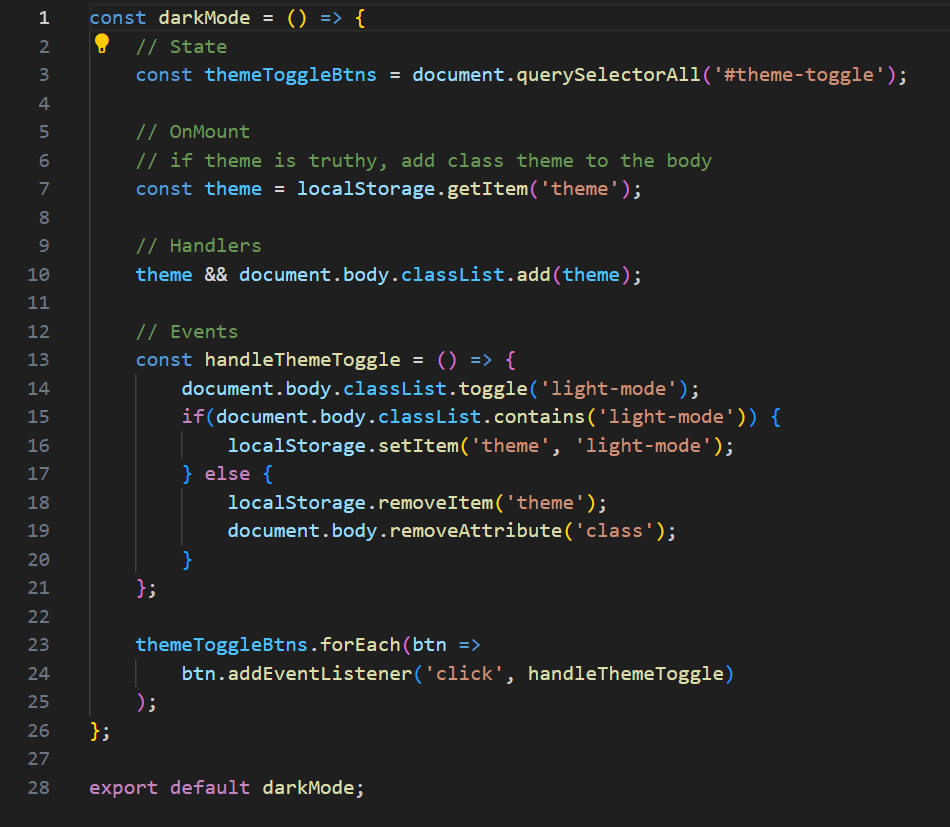 1 const darkMode = () => {
2 // State
3 const themeToggleBtns = document.querySelectorAll('#theme-toggle');
4
5 // OnMount
6 // if theme is truthy, add class theme to the body
7 const theme = localStorage.getItem('theme');
8
9 // Handlers
10 theme && document.body.classList.add(theme);
11
12 // Events
13 const handleThemeToggle = () => {
14 document.body.classList.toggle('light-mode');
15 if(document.body.classList.contains('light-mode')) {
16 localStorage.setItem('theme', 'light-mode');
17 } else {
18 localStorage.removeItem('theme');
19 document.body.removeAttribute('class');
20 }
21 };
22
23 themeToggleBtns.forEach(btn =>
24 btn.addEventListener('click', handleThemeToggle)
25 );
26 };
27
28 export default darkMode;